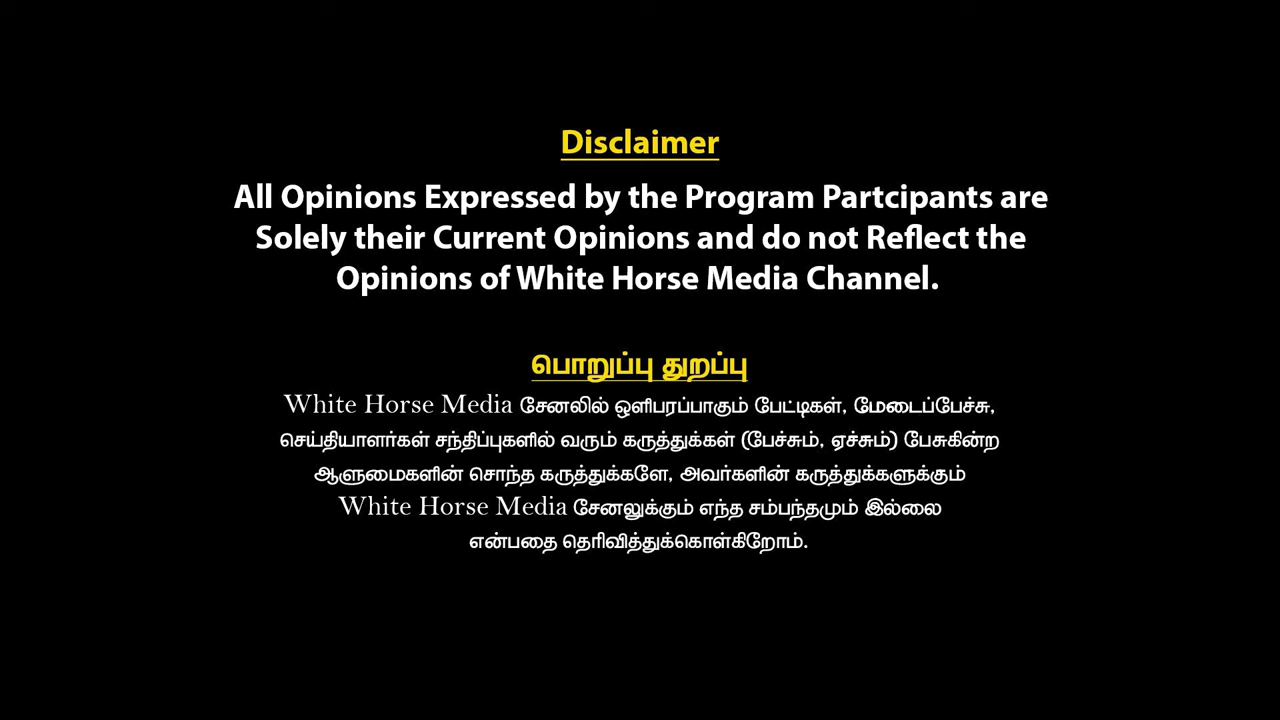 Disclaimer
All Opinions Expressed by the Program Partcipants are
Solely their Current Opinions and do not Reflect the
Opinions of White Horse Media Channel.
பொறுப்பு துறப்பு
White Horse Media சேனலில் ஒளிபரப்பாகும் பேட்டிகள், மேடைப்பேச்சு,
செய்தியாளர்கள் சந்திப்புகளில் வரும் கருத்துக்கள் (பேச்சும், ஏச்சும்) பேசுகின்ற
ஆளுமைகளின் சொந்த கருத்துக்களே, அவர்களின் கருத்துக்களுக்கும்
White Horse Media சேனலுக்கும் எந்த சம்பந்தமும் இல்லை
என்பதை தெரிவித்துக்கொள்கிறோம்.